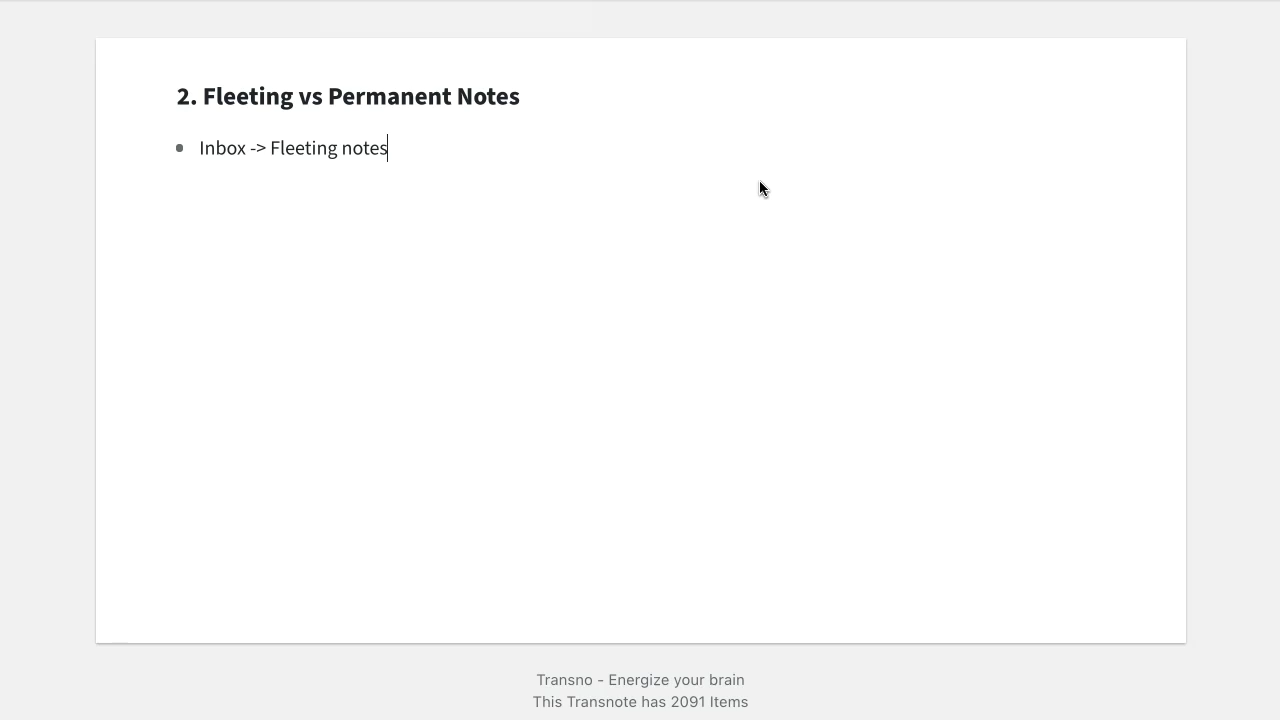 2. Fleeting vs Permanent Notes
Inbox -> Fleeting notes
Transno - Energize your brain
This Transnote has 2091 Items